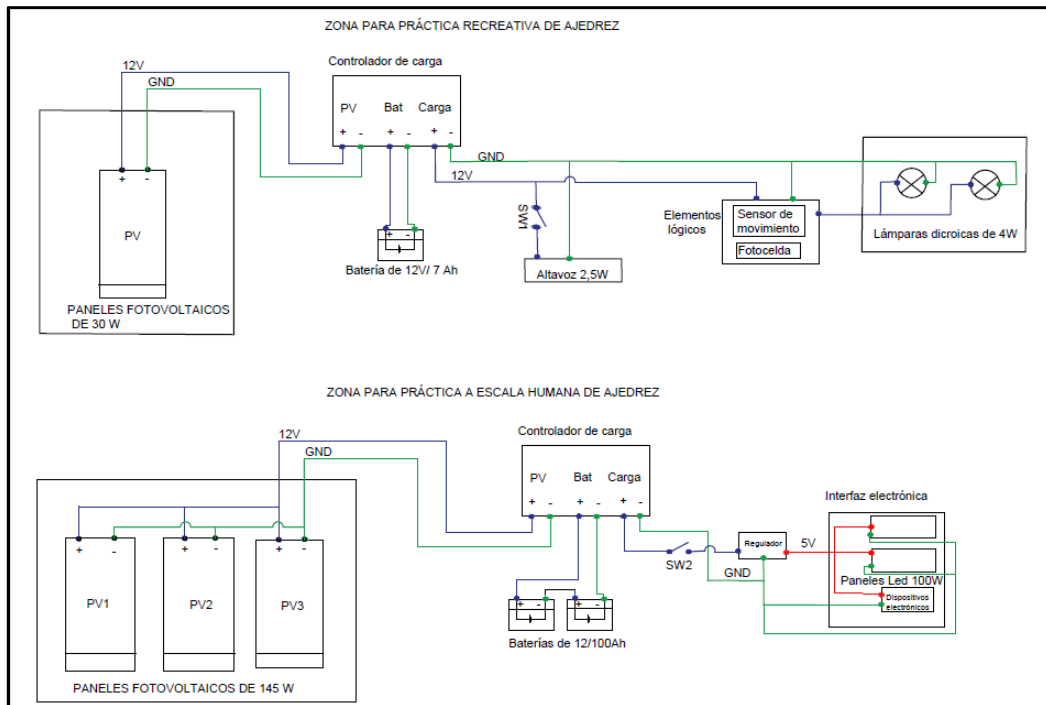 ZONA PARA PRÁCTICA RECREATIVA DE AJEDREZ
Controlador de carga
12V
GND
PV Bat Carga
+ - + - + -
GND
12V
+ -
PV
SW1
Elementos
lógicos
Sensor de
movimiento
Fotocelda
Lámparas dicroicas de 4W
+ -
Batería de 12V/ 7 Ah
Altavoz 2,5W
PANELES FOTOVOLTAICOS
DE 30 W
ZONA PARA PRÁCTICA A ESCALA HUMANA DE AJEDREZ
Controlador de carga
12V
GND
PV Bat Carga
+ - + - + -
Interfaz electrónica
+ - + - + -
PV1 PV2 PV3
SW2
Regulador
5V
GND
Paneles Led 100W
Dispositivos
electrónicos
+ - + -
Baterías de 12/100Ah
PANELES FOTOVOLTAICOS DE 145 W